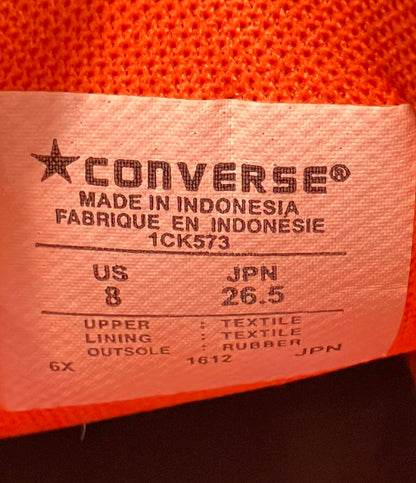 ★CONVERSE®
MADE IN INDONESIA
FABRIQUE EN INDONÉSIE
1CK573
US JPN
8 26.5
UPPER : TEXTILE
LINING : TEXTILE
OUTSOLE : RUBBER
6X 1612 JPN